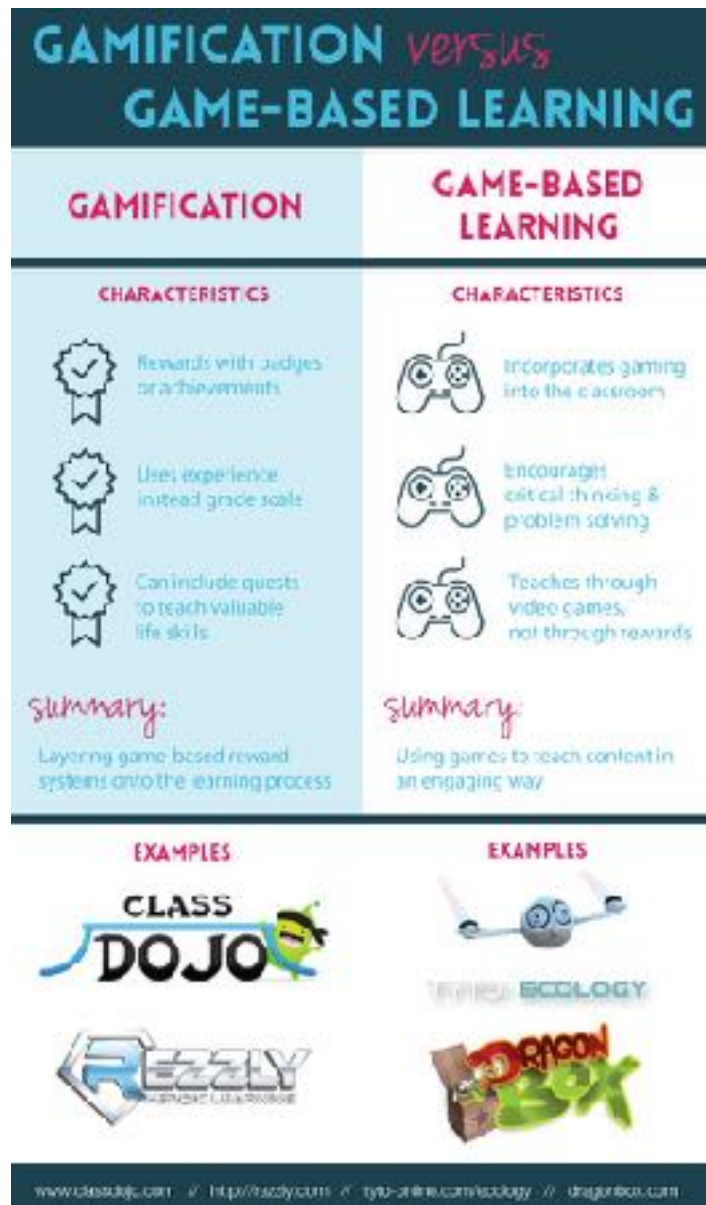 GAMIFICATION versus
GAME-BASED LEARNING
GAMIFICATION
CHARACTERISTICS
Rewards with badges
or achievements
Uses experience
instead grade scale
Can include quests
to teach valuable
life skills
summary:
Layering game-based reward
systems onto the learning process
GAME-BASED
LEARNING
CHARACTERISTICS
Incorporates gaming
into the classroom
Encourages
critical thinking &
problem solving
Teaches through
video games,
not through rewards
summary:
Using games to teach content in
an engaging way
EXAMPLES
CLASS
DOJO
REZZLY
LEARNING
EXAMPLES
ECOLOGY
DRAGON
BOX
www.classdojo.com // http://rezzly.com // tyto-online.com/ecology // dragonbox.com